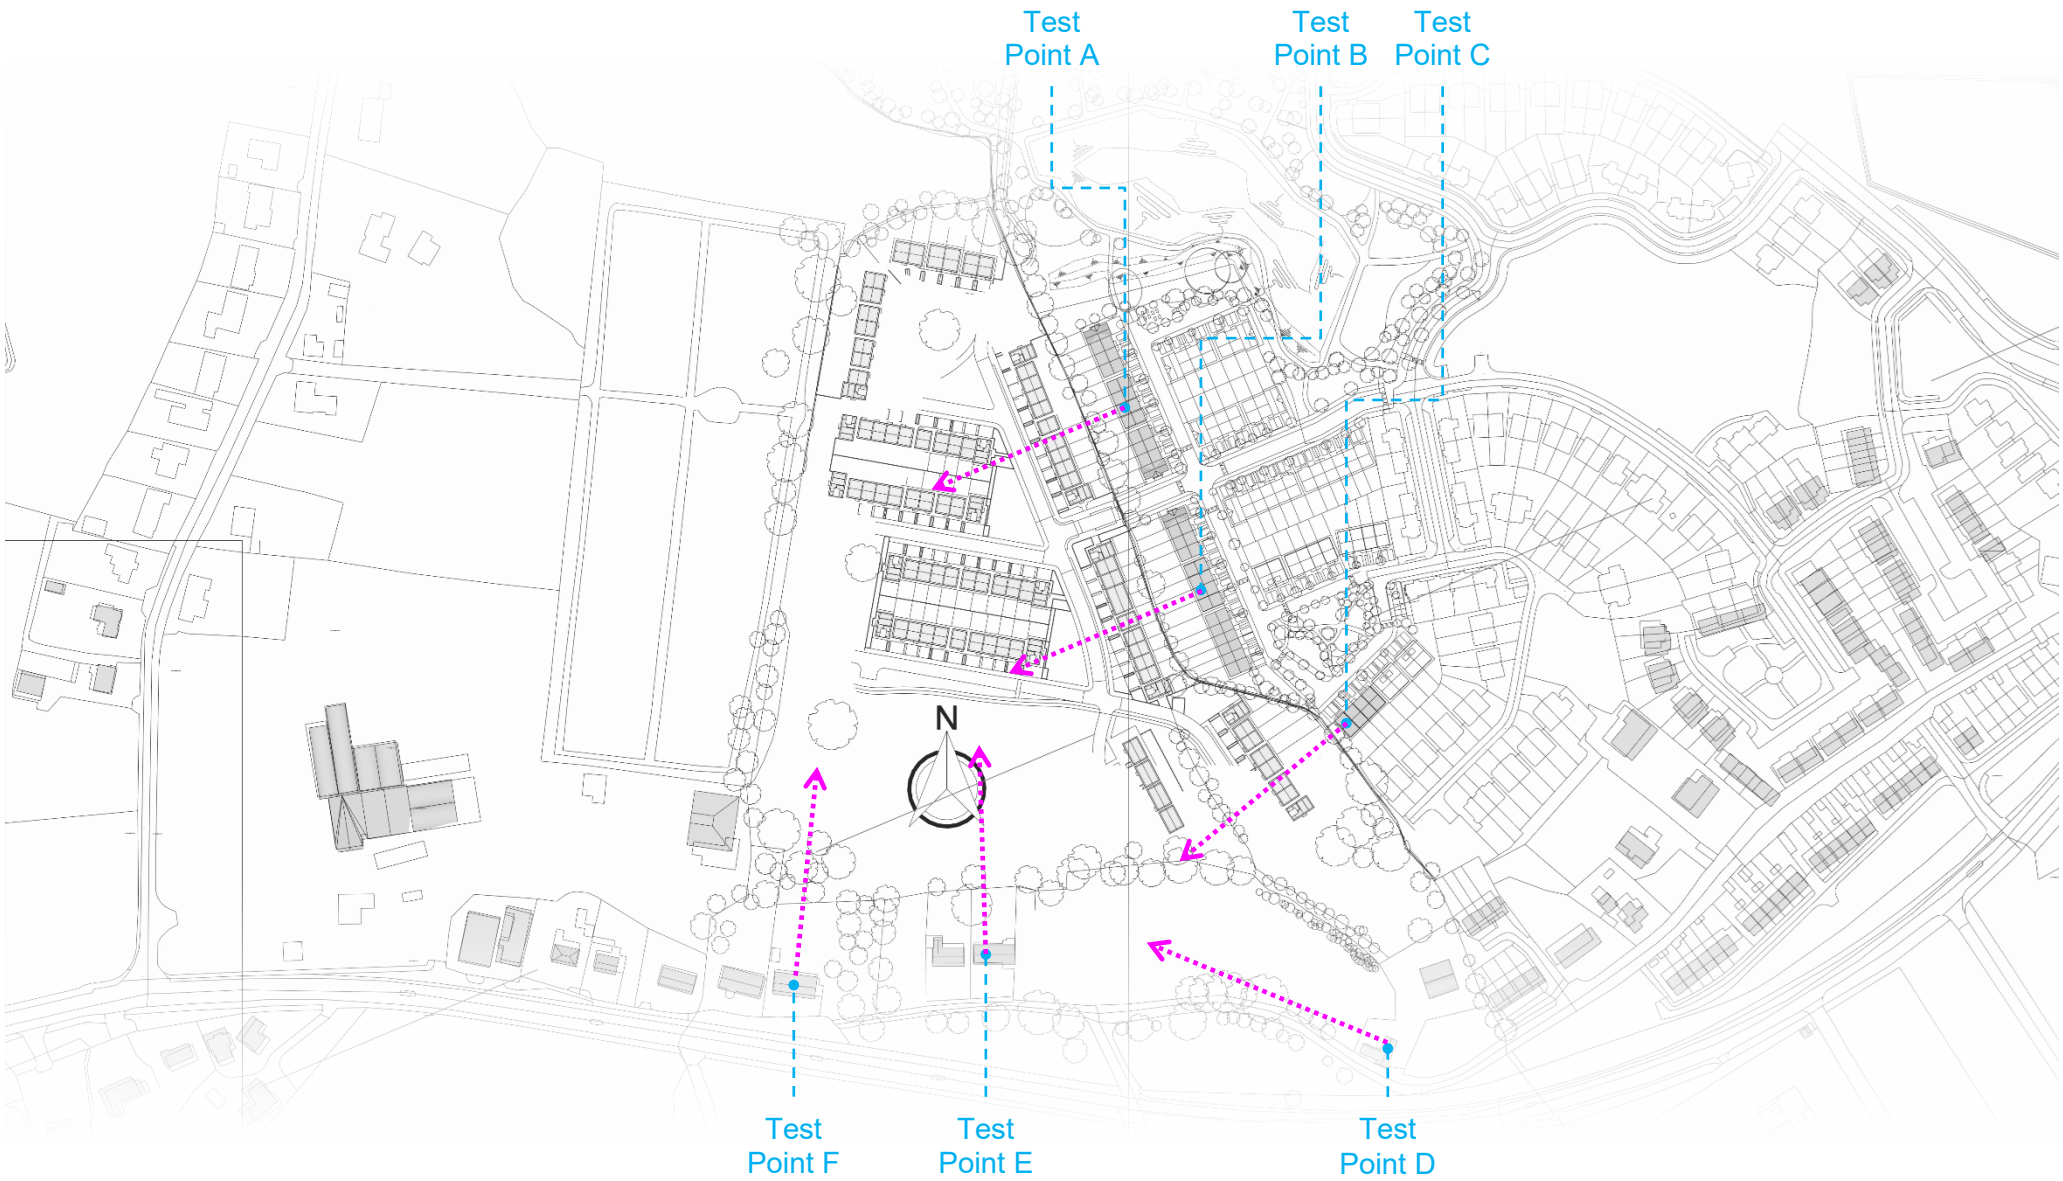 Test
Point A
Test
Point B
Test
Point C
N
Test
Point F
Test
Point E
Test
Point D